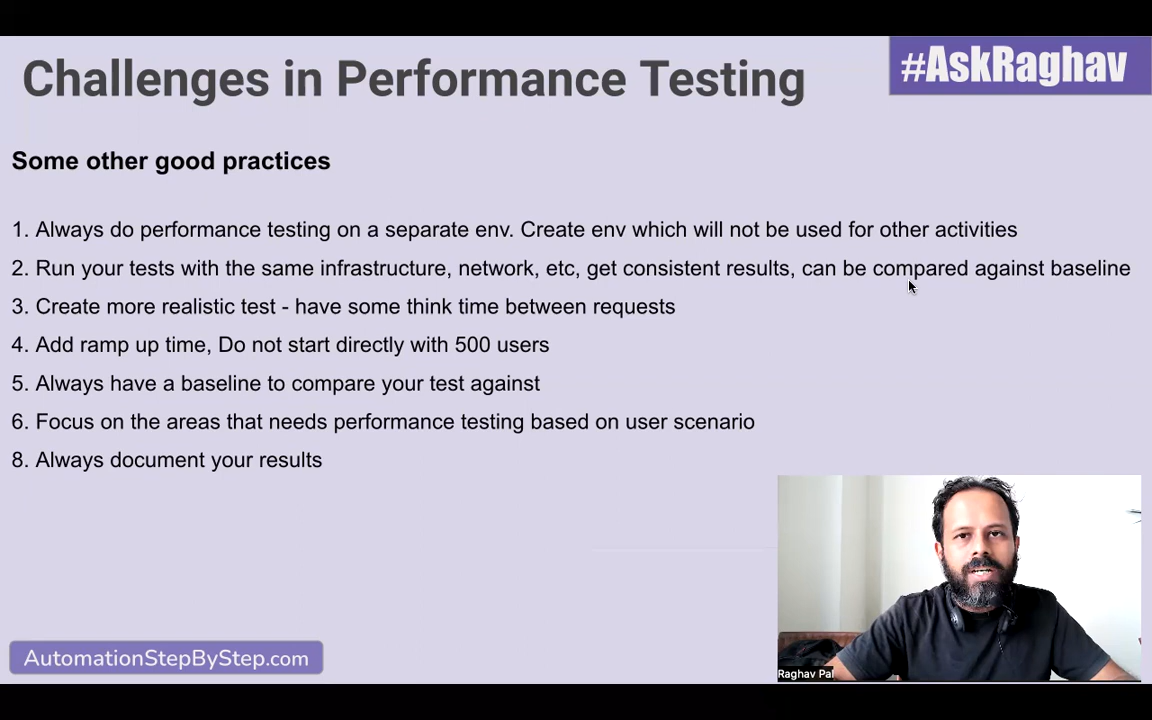 Challenges in Performance Testing
#AskRaghav
Some other good practices
1. Always do performance testing on a separate env. Create env which will not be used for other activities
2. Run your tests with the same infrastructure, network, etc, get consistent results, can be compared against baseline
3. Create more realistic test - have some think time between requests
4. Add ramp up time, Do not start directly with 500 users
5. Always have a baseline to compare your test against
6. Focus on the areas that needs performance testing based on user scenario
8. Always document your results
AutomationStepByStep.com
Raghav Pal